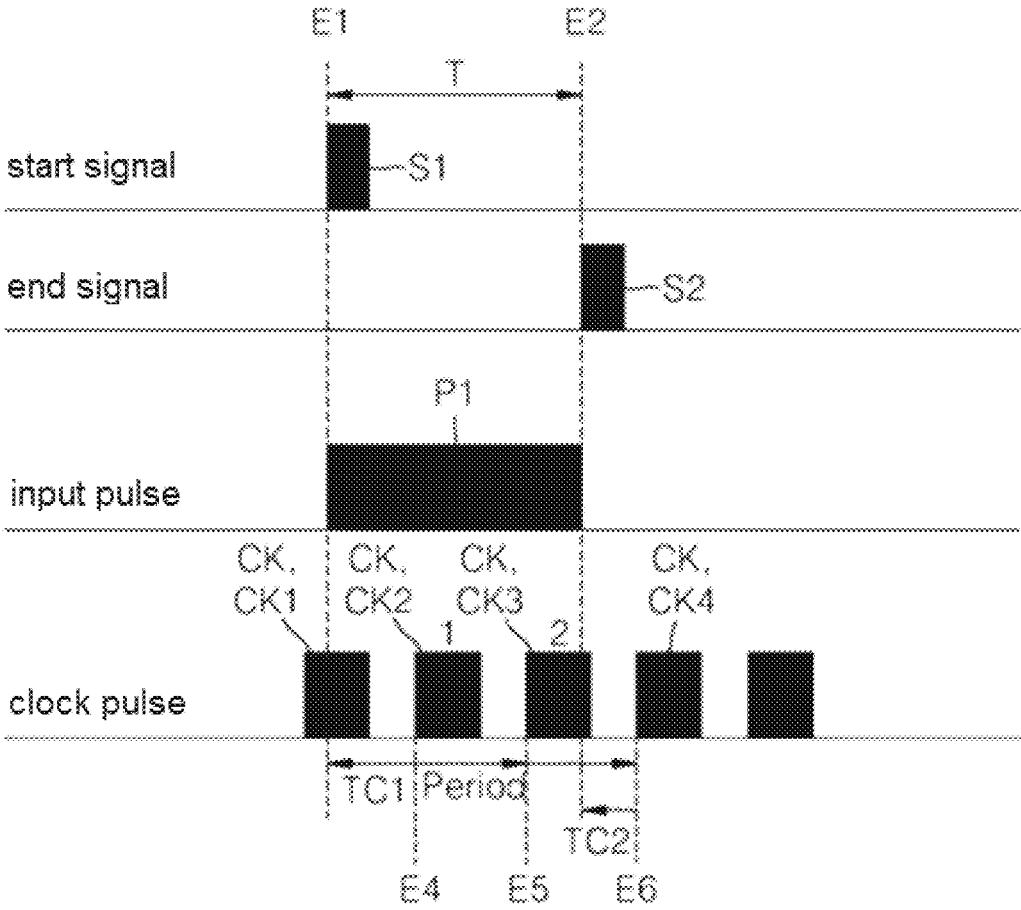 E1 E2
T
start signal S1
end signal S2
P1
input pulse
CK, CK, CK, CK,
CK1 CK2 CK3 CK4
1 2
clock pulse
TC1 Period
TC2
E4 E5 E6